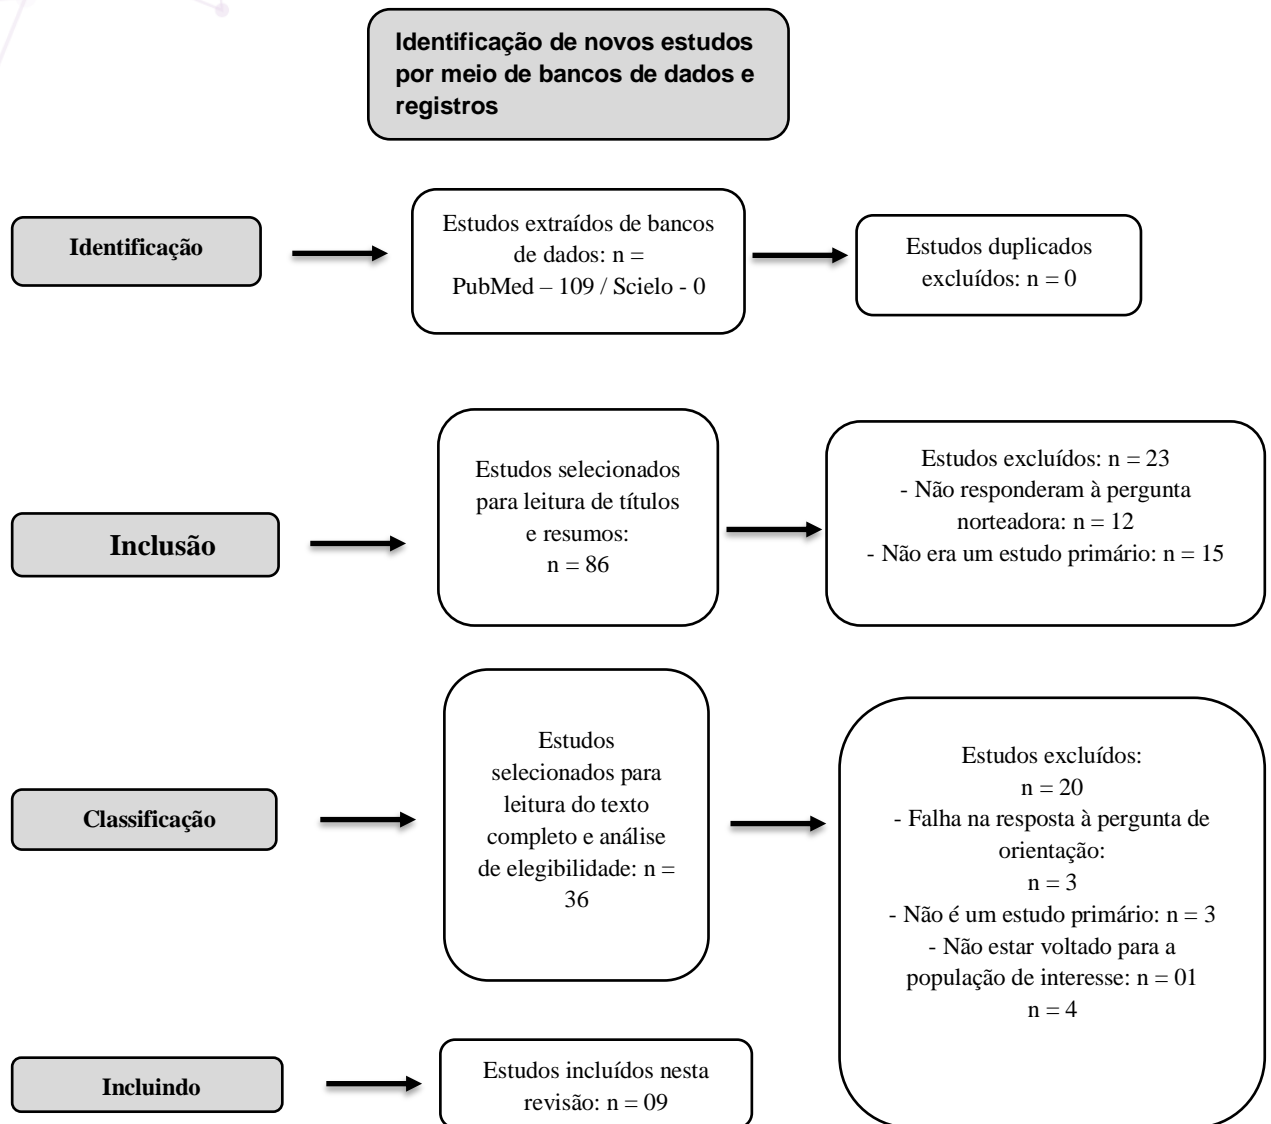 Identificação de novos estudos
por meio de bancos de dados e
registros
Identificação
Estudos extraídos de bancos
de dados: n =
PubMed – 109 / Scielo - 0
Estudos duplicados
excluídos: n = 0
Inclusão
Estudos selecionados
para leitura de títulos
e resumos:
n = 86
Estudos excluídos: n = 23
- Não responderam à pergunta
norteadora: n = 12
- Não era um estudo primário: n = 15
Classificação
Estudos
selecionados para
leitura do texto
completo e análise
de elegibilidade: n =
36
Estudos excluídos:
n = 20
- Falha na resposta à pergunta de
orientação:
n = 3
- Não é um estudo primário: n = 3
- Não estar voltado para a
população de interesse: n = 01
n = 4
Incluindo
Estudos incluídos nesta
revisão: n = 09